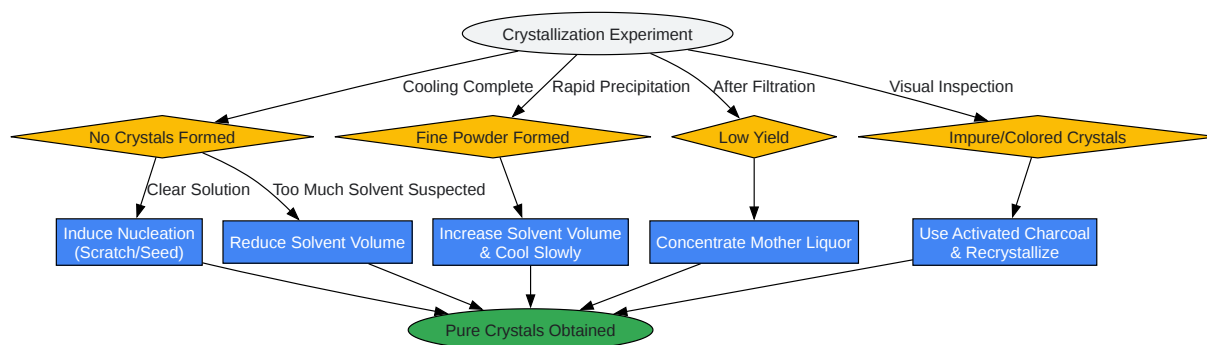 Crystallization Experiment
Cooling Complete
Rapid Precipitation
After Filtration
Visual Inspection
No Crystals Formed
Fine Powder Formed
Low Yield
Impure/Colored Crystals
Clear Solution
Too Much Solvent Suspected
Induce Nucleation
(Scratch/Seed)
Reduce Solvent Volume
Increase Solvent Volume
& Cool Slowly
Concentrate Mother Liquor
Use Activated Charcoal
& Recrystallize
Pure Crystals Obtained